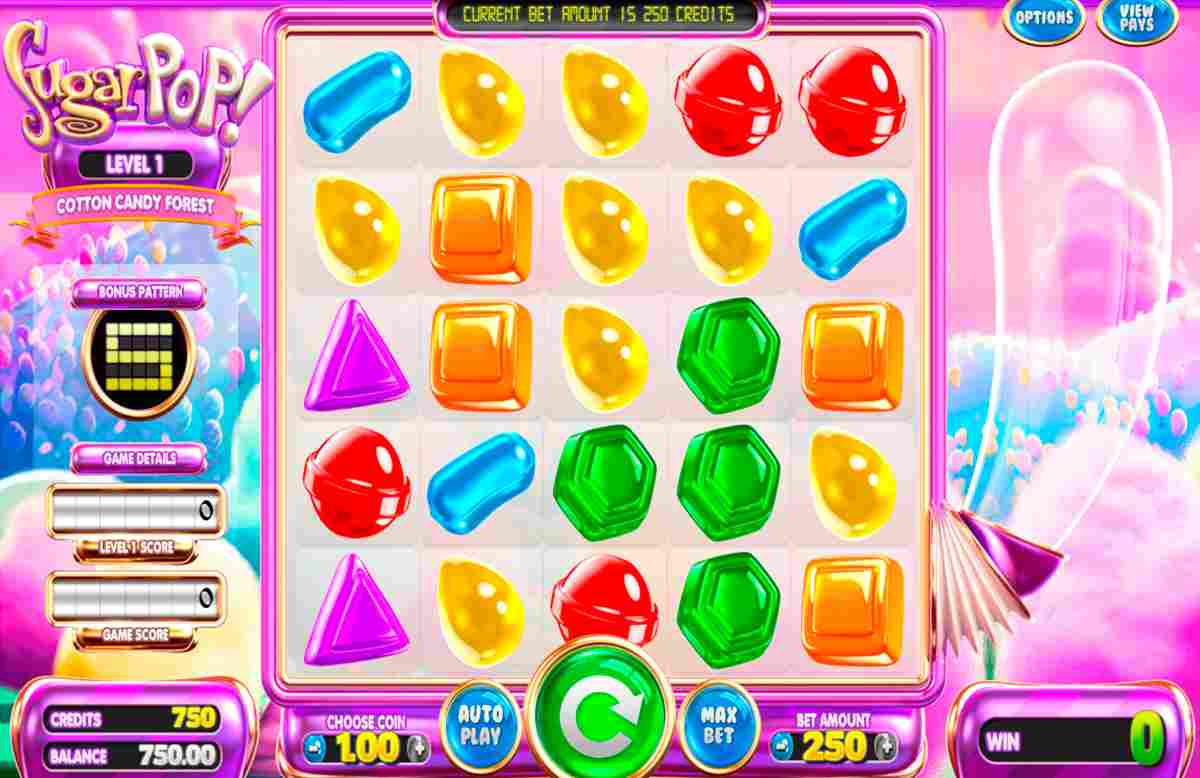 CURRENT BET AMOUNT IS 250 CREDITS
OPTIONS
VIEW
PAYS
SugarPOP!
LEVEL 1
COTTON CANDY FOREST
BONUS PATTERN
GAME DETAILS
0
LEVEL 1 SCORE
0
GAME SCORE
CREDITS 750
BALANCE 750.00
CHOOSE COIN
1.00
AUTO
PLAY
MAX
BET
BET AMOUNT
250
WIN 0